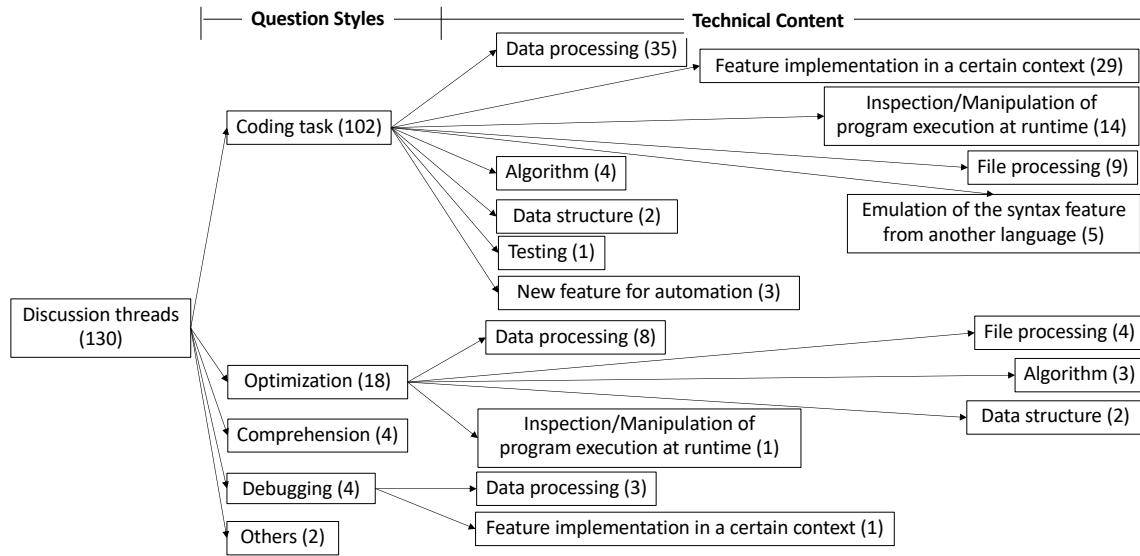 Question Styles
Technical Content
Data processing (35)
Feature implementation in a certain context (29)
Inspection/Manipulation of
program execution at runtime (14)
Coding task (102)
File processing (9)
Algorithm (4)
Data structure (2)
Emulation of the syntax feature
from another language (5)
Testing (1)
New feature for automation (3)
Discussion threads
(130)
Data processing (8)
File processing (4)
Optimization (18)
Algorithm (3)
Data structure (2)
Inspection/Manipulation of
program execution at runtime (1)
Comprehension (4)
Debugging (4)
Data processing (3)
Feature implementation in a certain context (1)
Others (2)